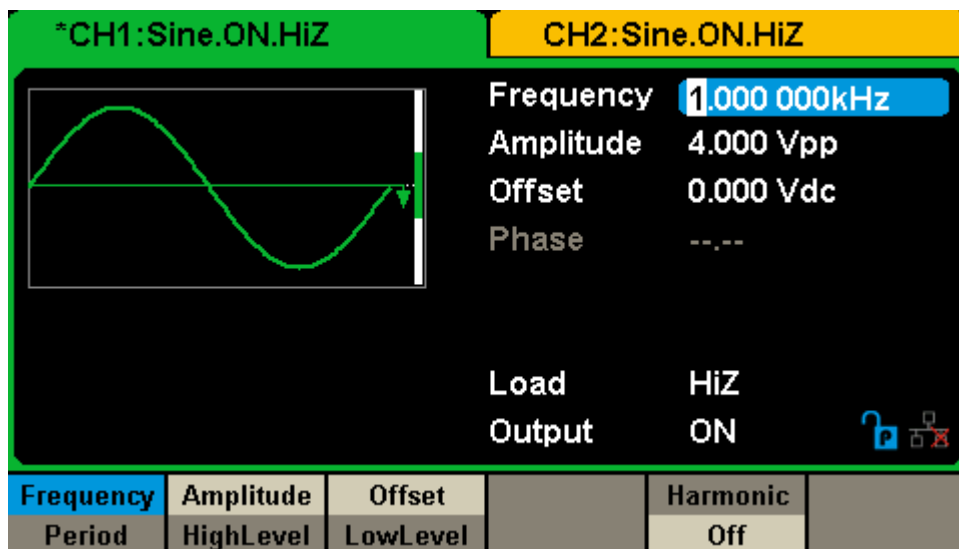 *CH1:Sine.ON.HiZ CH2:Sine.ON.HiZ
Frequency 1.000 000kHz
Amplitude 4.000 Vpp
Offset 0.000 Vdc
Phase --.--
Load HiZ
Output ON P
Frequency Amplitude Offset Harmonic
Period HighLevel LowLevel Off